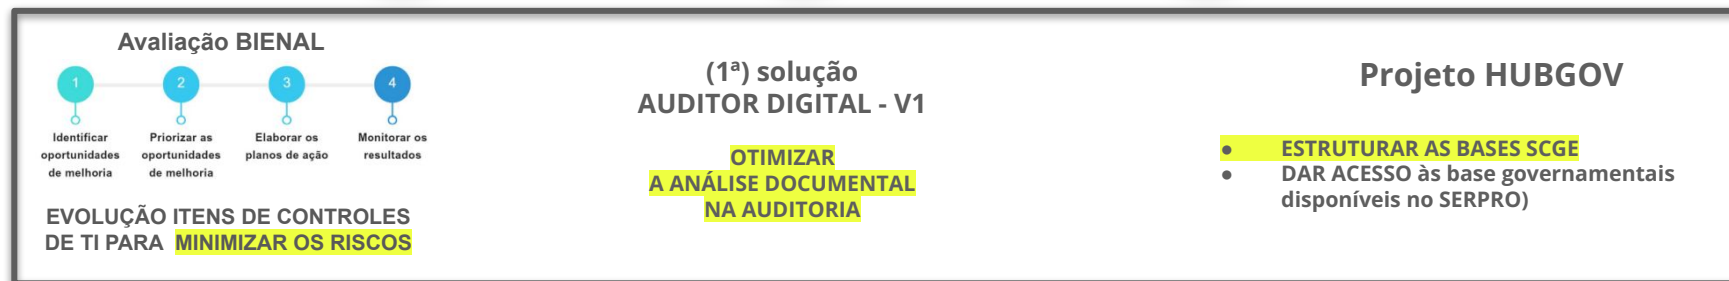 Avaliação BIENAL
1 2 3 4
Identificar oportunidades de melhoria
Priorizar as oportunidades de melhoria
Elaborar os planos de ação
Monitorar os resultados
EVOLUÇÃO ITENS DE CONTROLES
DE TI PARA MINIMIZAR OS RISCOS
(1ª) solução
AUDITOR DIGITAL - V1
OTIMIZAR
A ANÁLISE DOCUMENTAL
NA AUDITORIA
Projeto HUBGOV
● ESTRUTURAR AS BASES SCGE
● DAR ACESSO às base governamentais
disponíveis no SERPRO)